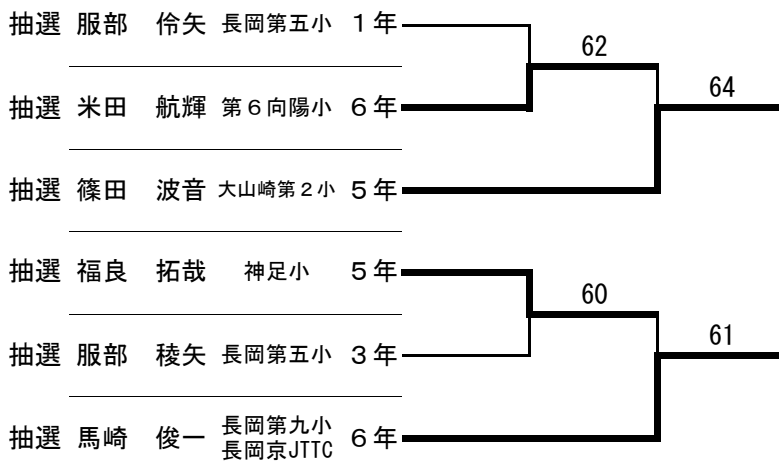 抽選 服部 伶矢 長岡第五小 1年
62
抽選 米田 航輝 第6向陽小 6年
64
抽選 篠田 波音 大山崎第2小 5年
抽選 福良 拓哉 神足小 5年
60
抽選 服部 稜矢 長岡第五小 3年
61
抽選 馬崎 俊一 長岡第九小 6年
長岡京JTTC